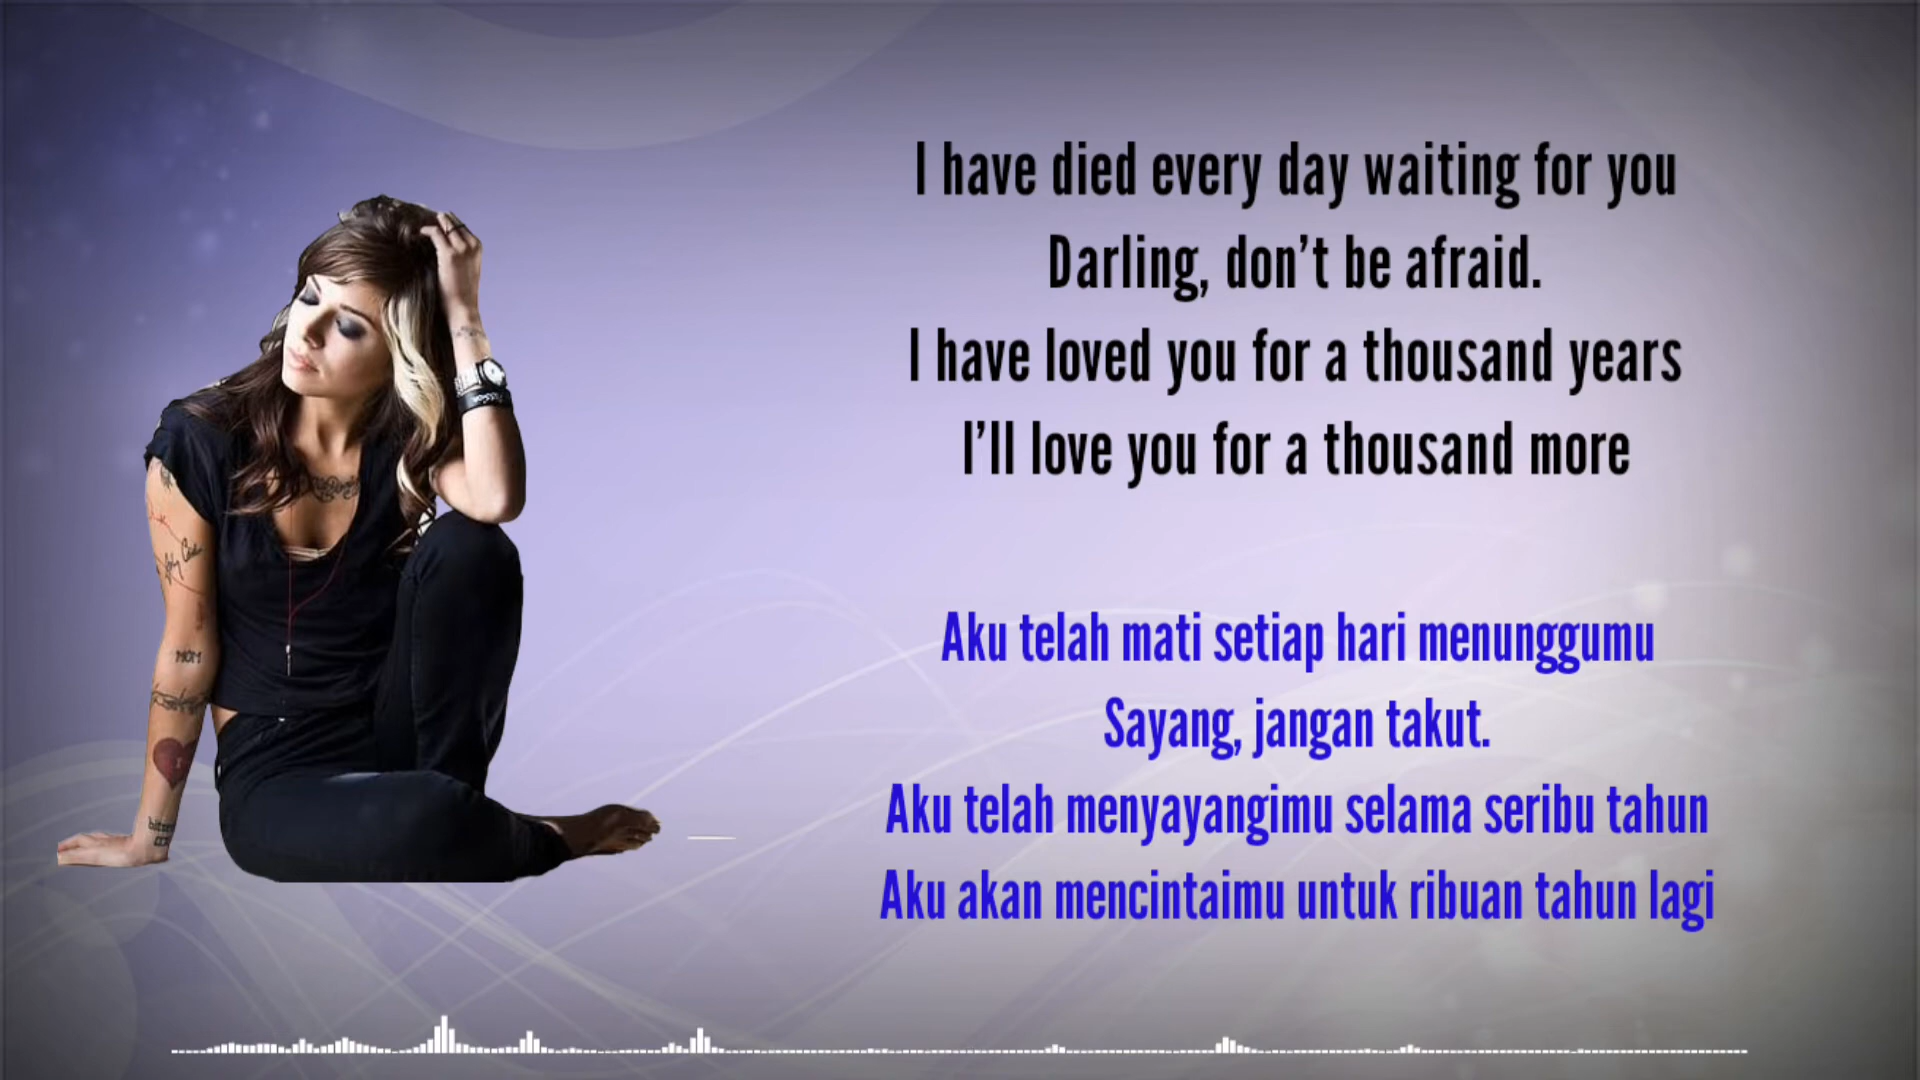 I have died every day waiting for you
Darling, don't be afraid.
I have loved you for a thousand years
I'll love you for a thousand more
Aku telah mati setiap hari menunggumu
Sayang, jangan takut.
Aku telah menyayangimu selama seribu tahun
Aku akan mencintaimu untuk ribuan tahun lagi
MOM